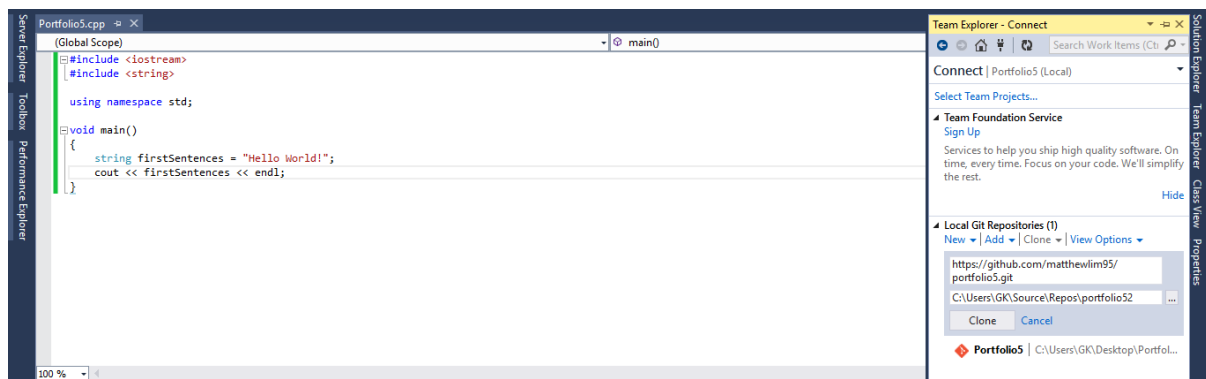 Server Explorer
Toolbox
Performance Explorer
Portfolio5.cpp
(Global Scope)
main()
#include <iostream>
#include <string>
using namespace std;
void main()
{
string firstSentences = "Hello World!";
cout << firstSentences << endl;
}
100 %
Team Explorer - Connect
Search Work Items (Ct
Connect | Portfolio5 (Local)
Select Team Projects...
Team Foundation Service
Sign Up
Services to help you ship high quality software. On
time, every time. Focus on your code. We'll simplify
the rest.
Hide
Local Git Repositories (1)
New | Add | Clone | View Options
https://github.com/matthewlim95/
portfolio5.git
C:\Users\GK\Source\Repos\portfolio52
...
Clone Cancel
Portfolio5 | C:\Users\GK\Desktop\Portfol...
Solution Explorer
Team Explorer
Class View
Properties